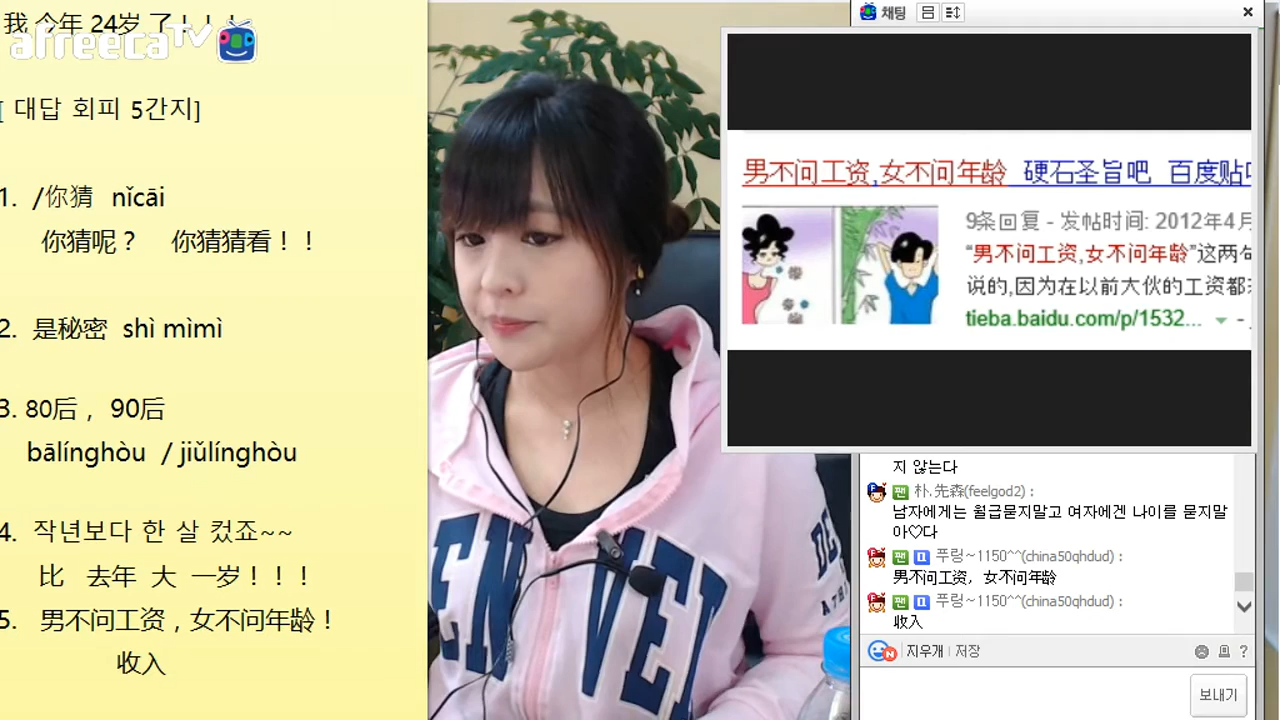 我 今年 24岁 了！！！
afreecaTV
[ 대답 회피 5간지]
1. /你猜 nǐcāi
你猜呢？ 你猜猜看！！
2. 是秘密 shì mìmì
3. 80后， 90后
bālínghòu / jiǔlínghòu
4. 작년보다 한 살 컸죠~~
比 去年 大 一岁！！！
5. 男不问工资，女不问年龄！
收入
DENVER
채팅
男不问工资,女不问年龄 硬石圣旨吧 百度贴吧
9条回复 - 发帖时间: 2012年4月
“男不问工资,女不问年龄”这两句
说的,因为在以前大伙的工资都
tieba.baidu.com/p/1532... -
지 않는다
팬 朴.先森(feelgod2) :
남자에게는 월급묻지말고 여자에겐 나이를 묻지말
아♡다
팬 푸링~1150^^(china50qhdud) :
男不问工资，女不问年龄
팬 푸링~1150^^(china50qhdud) :
收入
지우개 저장
?
보내기